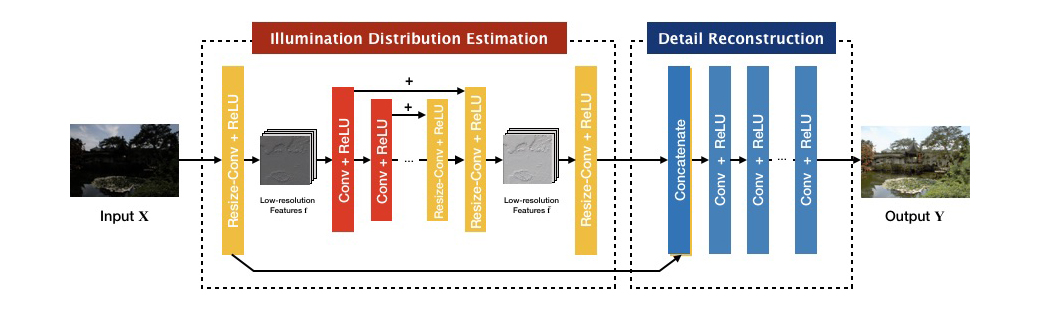 Illumination Distribution Estimation
Detail Reconstruction
Input X
Resize-Conv + ReLU
Low-resolution
Features f
Conv + ReLU
Conv + ReLU
+
+
...
Resize-Conv + ReLU
Resize-Conv + ReLU
Low-resolution
Features f̃
Resize-Conv + ReLU
Concatenate
Conv + ReLU
Conv + ReLU
...
Conv + ReLU
Output Y